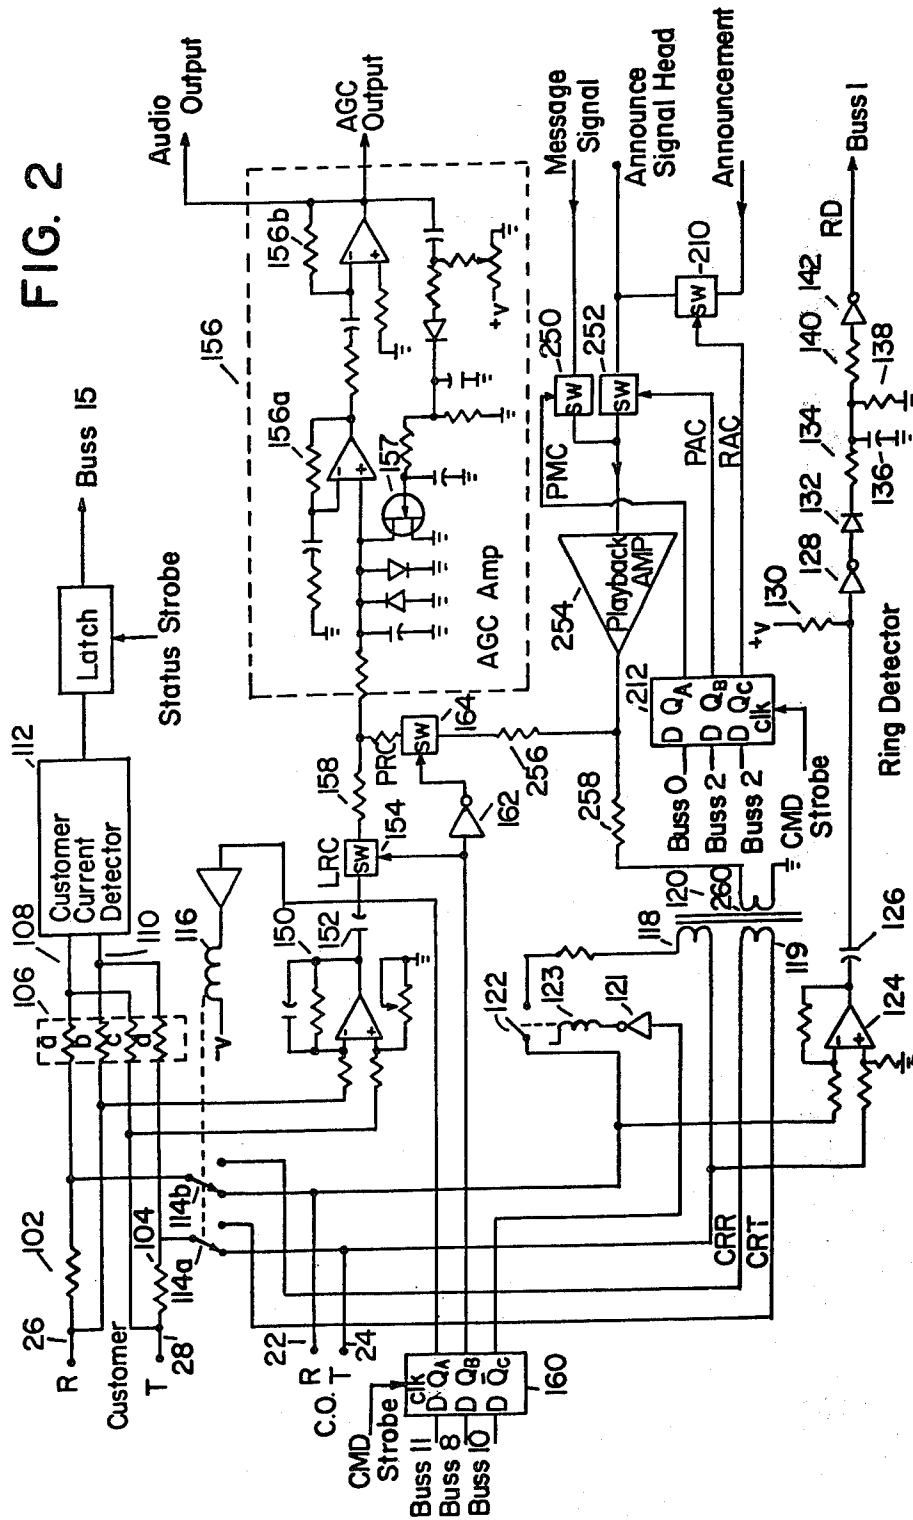 FIG. 2
Audio
Output
AGC
Output
156
156a
156b
157
AGC Amp
+V
Buss 15
Latch
Status Strobe
112
Customer
Current
Detector
108
110
106
a
b
c
d
116
-V
102
104
26
R
Customer
T
28
114a
114b
22
R
C.O.
T
24
150
152
LRC
SW
154
158
PRC
SW
164
162
256
258
CMD
Strobe
clk
D QA
D QB
D Q̅C
160
Buss 11
Buss 8
Buss 10
122
123
121
118
120
260
119
CRR
CRT
Message
Signal
Announce
Signal Head
Announcement
250
SW
252
SW
SW
210
PMC
PAC
RAC
254
Playback
AMP
212
D QA
D QB
D QC
clk
Buss 0
Buss 2
Buss 2
CMD
Strobe
Ring Detector
124
126
+V
130
128
132
134
136
138
140
142
RD
Buss 1